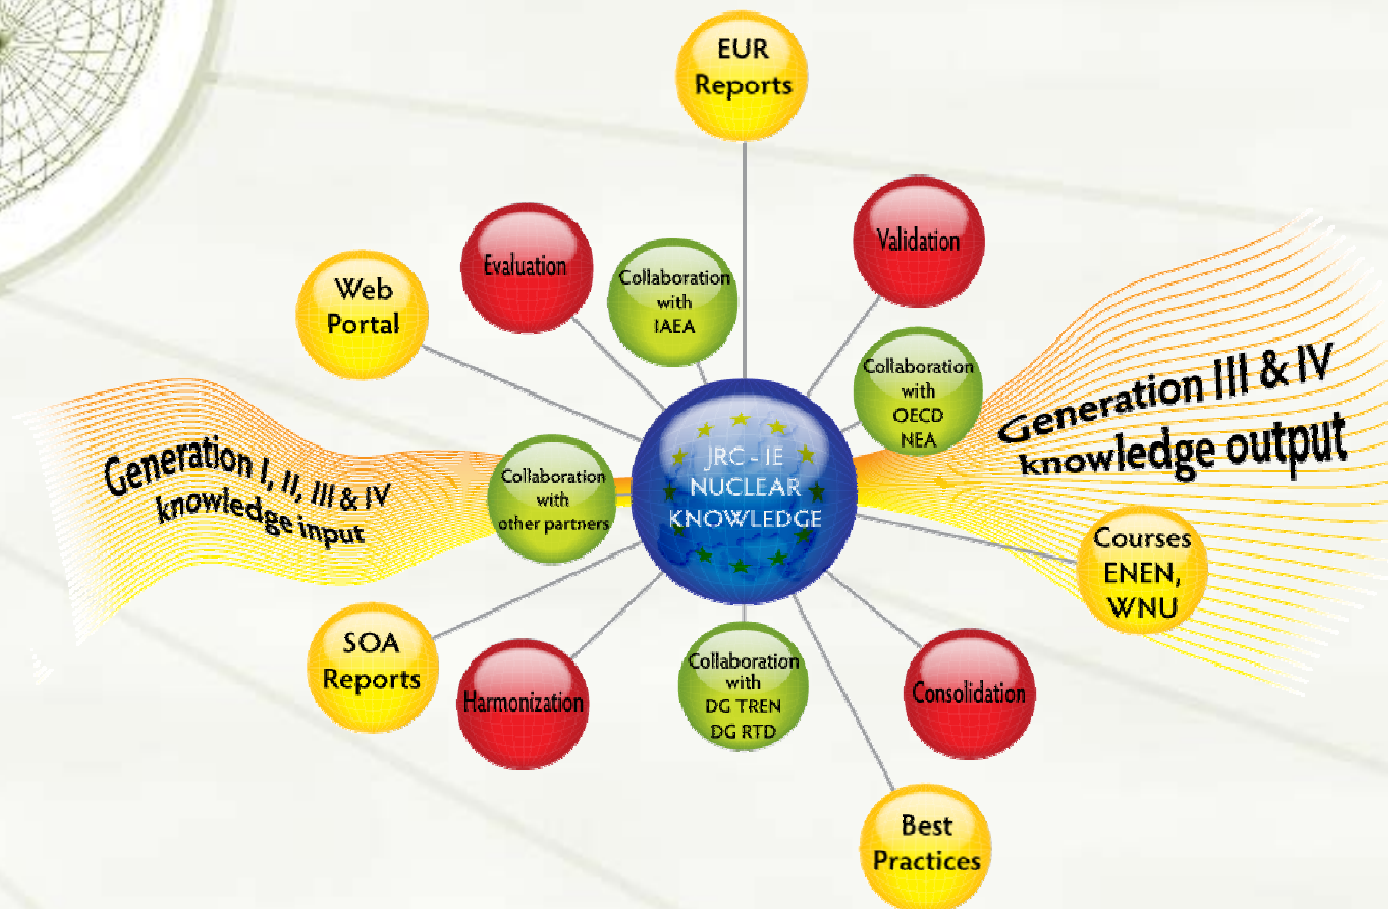 EUR
Reports
Validation
Evaluation
Collaboration
with
IAEA
Web
Portal
Collaboration
with
OECD
NEA
Generation III & IV
knowledge output
Generation I, II, III & IV
knowledge input
Collaboration
with
other partners
JRC - IE
NUCLEAR
KNOWLEDGE
Courses
ENEN,
WNU
SOA
Reports
Harmonization
Collaboration
with
DG TREN
DG RTD
Consolidation
Best
Practices